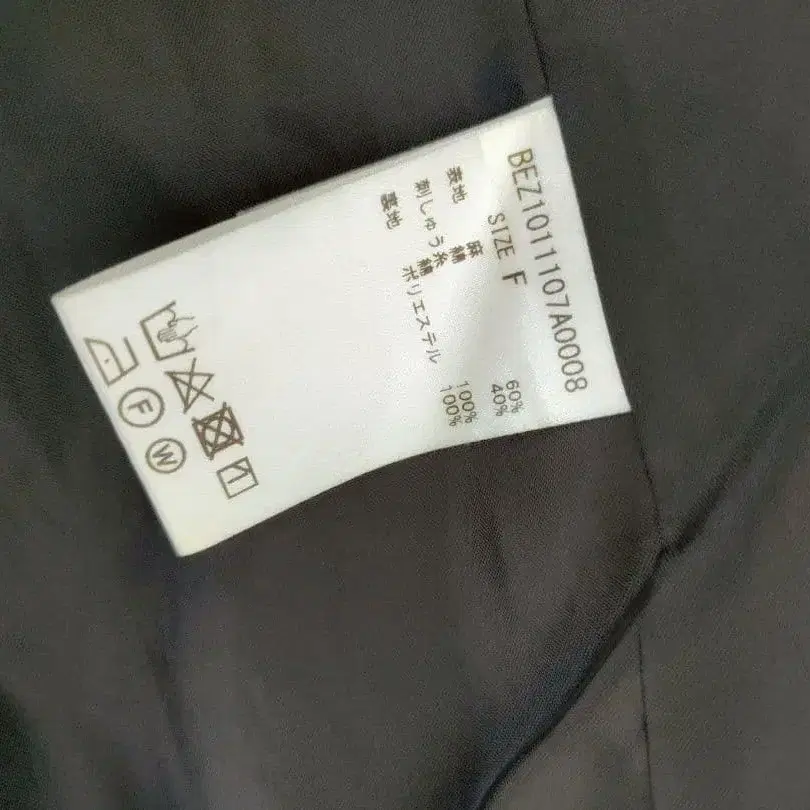 BEZ1011107A0008
SIZE F
表地 麻 60%
綿 40%
刺しゅう糸 綿 100%
裏地 ポリエステル 100%
F
W